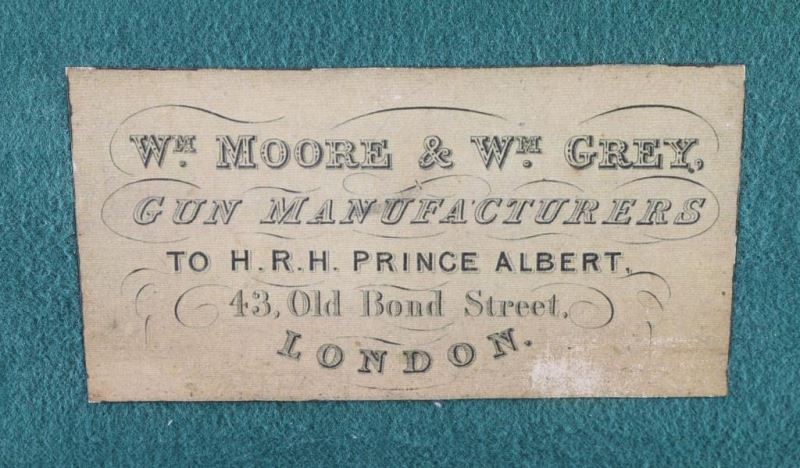 WM. MOORE & WM. GREY,
GUN MANUFACTURERS
TO H.R.H. PRINCE ALBERT,
43, Old Bond Street,
LONDON.